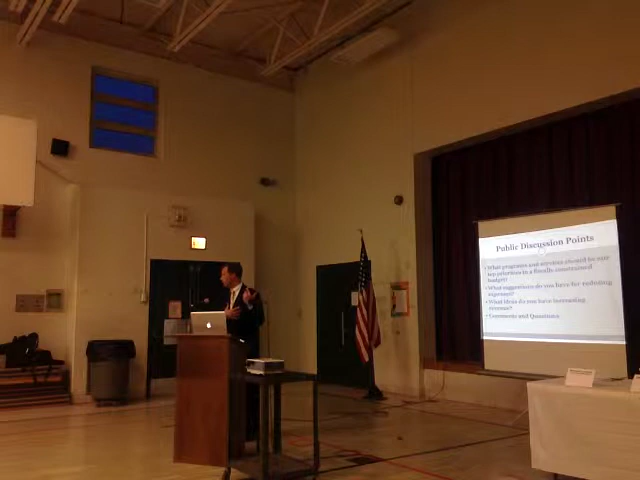 Public Discussion Points
What programs and services should be our
top priorities in a fiscally constrained
budget?
What suggestions do you have for reducing
expenses?
What ideas do you have increasing
revenue?
Comments and Questions